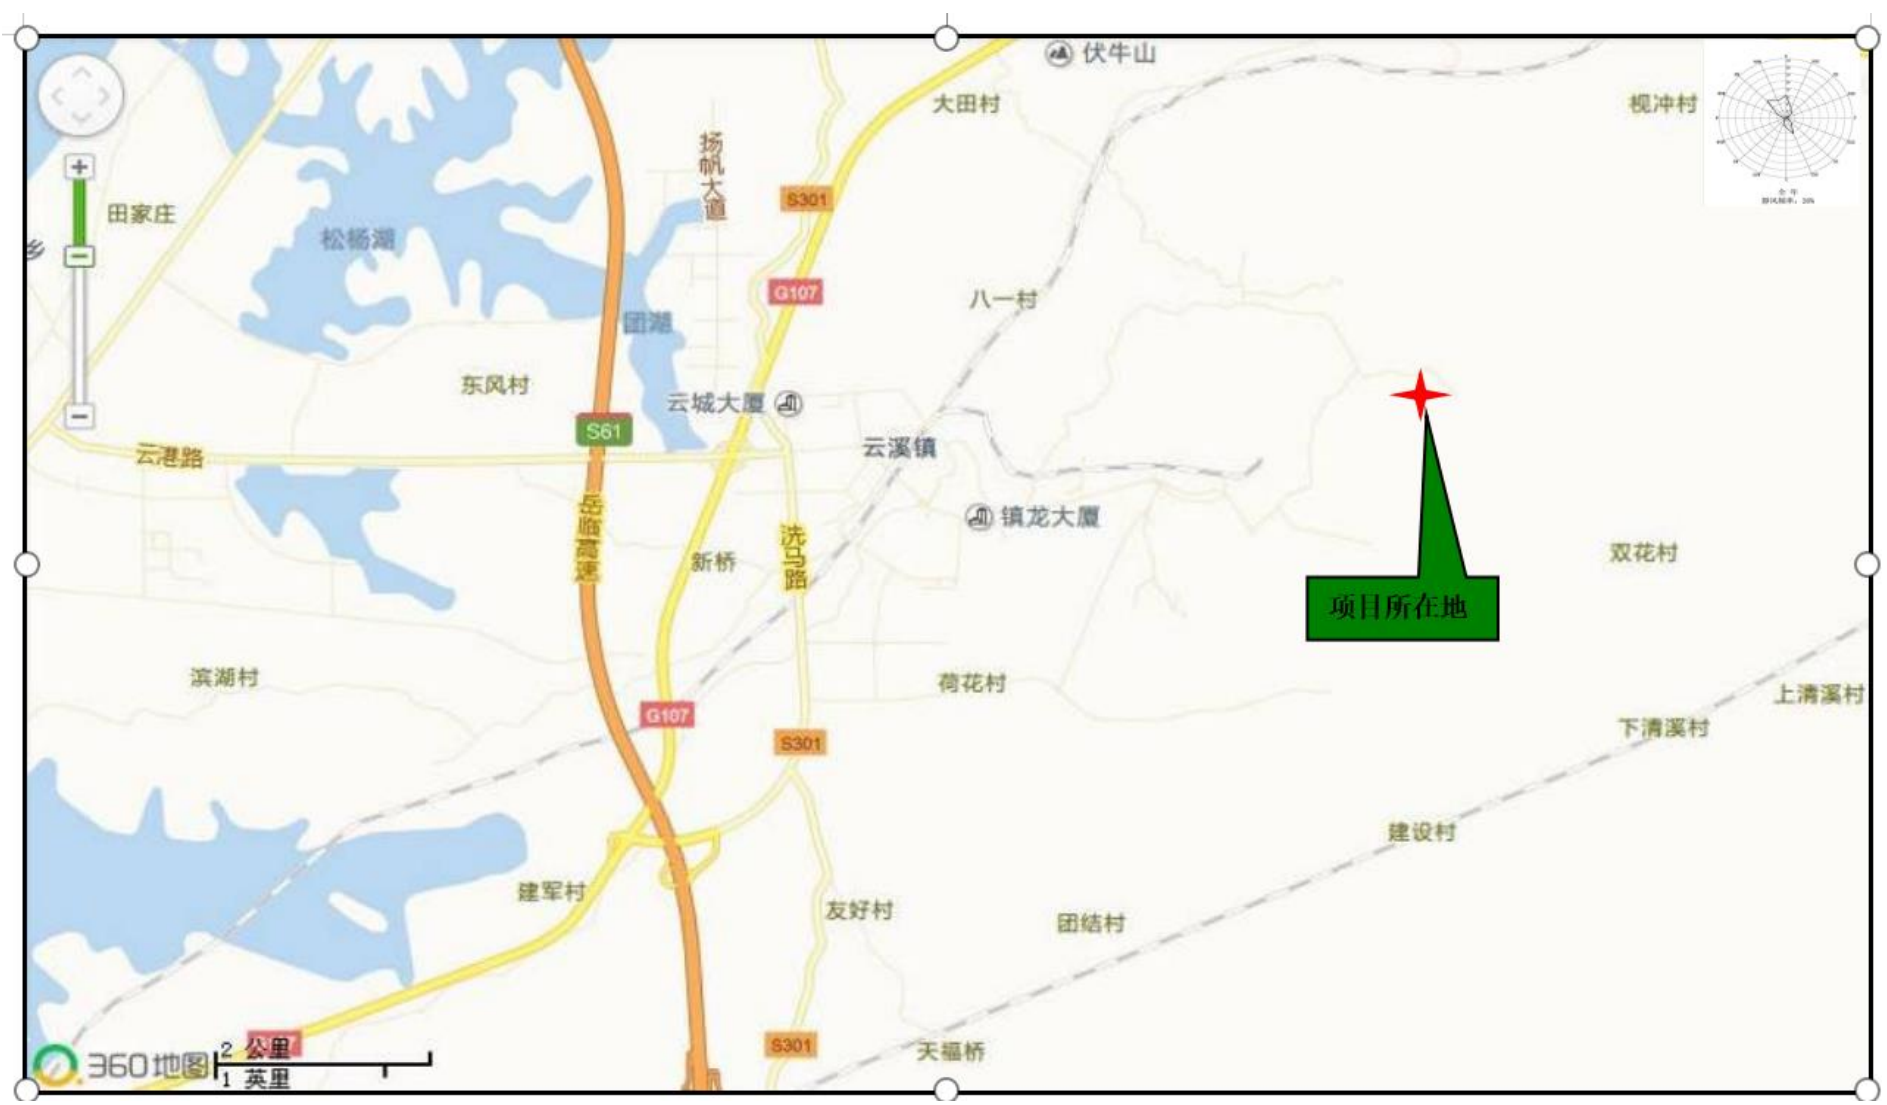 伏牛山
大田村
枧冲村
扬帆大道
S301
田家庄
松杨湖
乡
全年
G107
八一村
团湖
东风村
云城大厦
S61
云溪镇
云港路
镇龙大厦
岳临高速
洗马路
新桥
双花村
项目所在地
滨湖村
荷花村
上清溪村
G107
下清溪村
S301
建设村
建军村
友好村
团结村
S301
天福桥
360地图
2 公里
1 英里